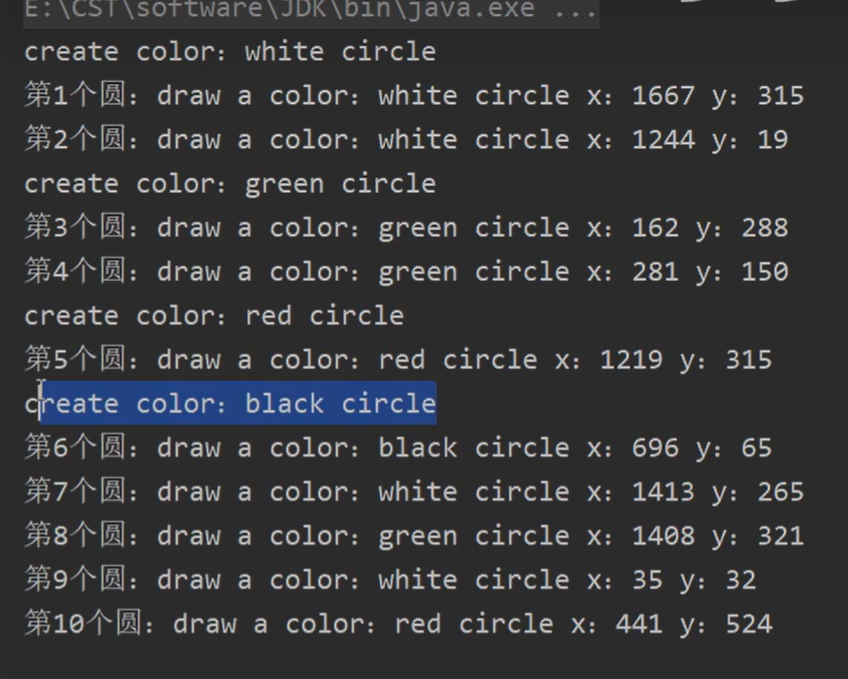 E:\CST\software\JDK\bin\java.exe ...
create color：white circle
第1个圆：draw a color：white circle x：1667 y：315
第2个圆：draw a color：white circle x：1244 y：19
create color：green circle
第3个圆：draw a color：green circle x：162 y：288
第4个圆：draw a color：green circle x：281 y：150
create color：red circle
第5个圆：draw a color：red circle x：1219 y：315
create color：black circle
第6个圆：draw a color：black circle x：696 y：65
第7个圆：draw a color：white circle x：1413 y：265
第8个圆：draw a color：green circle x：1408 y：321
第9个圆：draw a color：white circle x：35 y：32
第10个圆：draw a color：red circle x：441 y：524